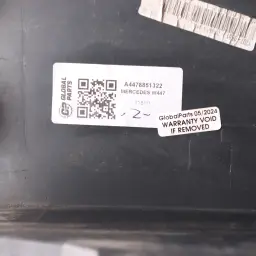 GLOBAL
PARTS
A4478851322
MERCEDES W447
-2-
GlobalParts 05/2024
WARRANTY VOID
IF REMOVED